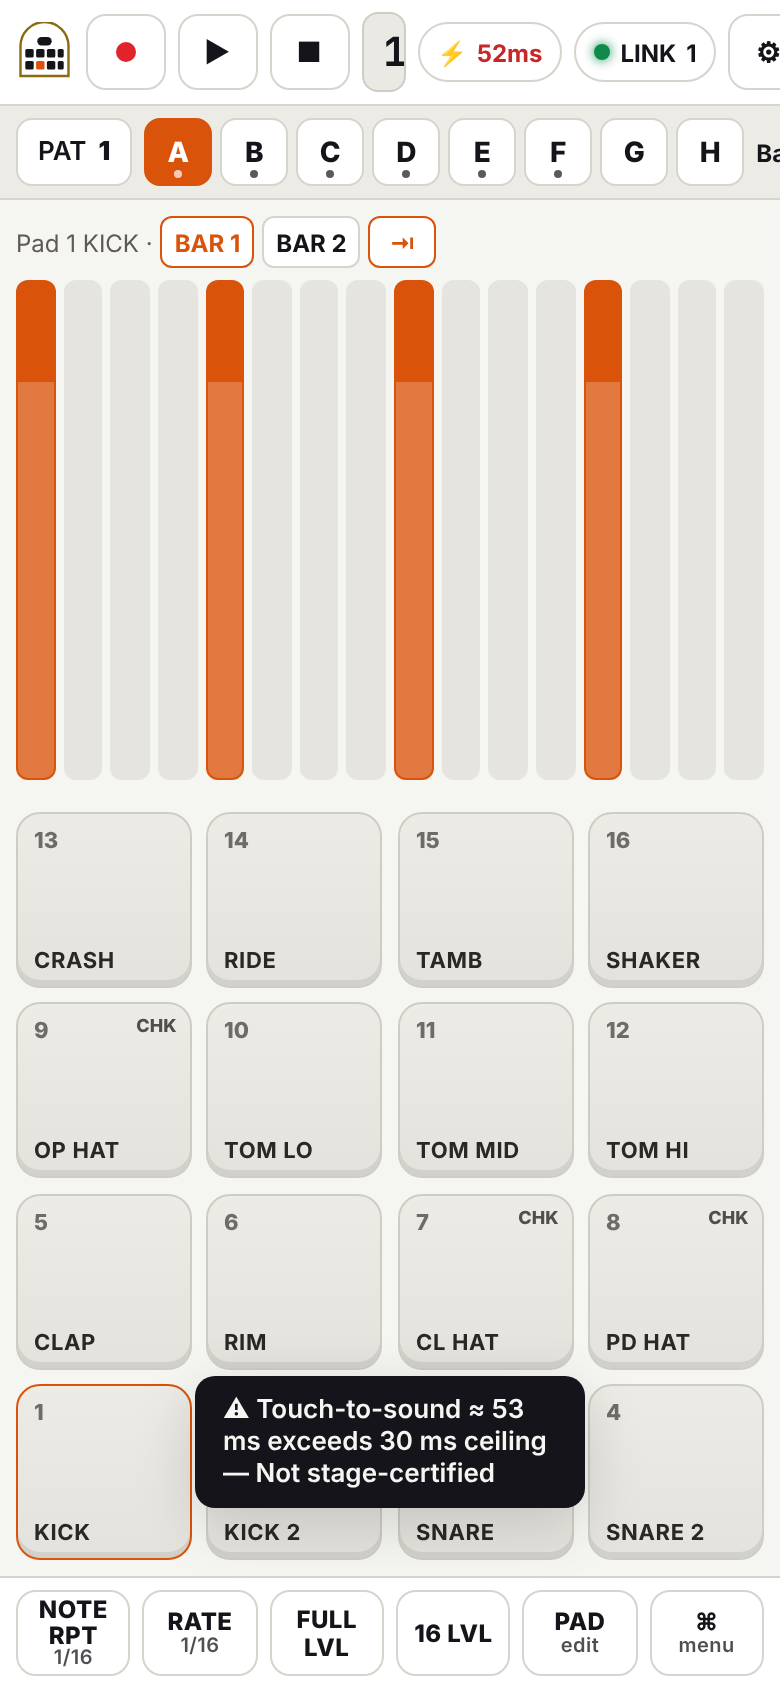 1 ⚡ 52ms LINK 1 ⚙
PAT 1 A B C D E F G H Ba
Pad 1 KICK · BAR 1 BAR 2 ⇥
13 14 15 16
CRASH RIDE TAMB SHAKER
9 CHK 10 11 12
OP HAT TOM LO TOM MID TOM HI
5 6 7 CHK 8 CHK
CLAP RIM CL HAT PD HAT
1 4
⚠ Touch-to-sound ≈ 53
ms exceeds 30 ms ceiling
— Not stage-certified
KICK KICK 2 SNARE SNARE 2
NOTE
RPT
1/16
RATE
1/16
FULL
LVL
16 LVL
PAD
edit
⌘
menu